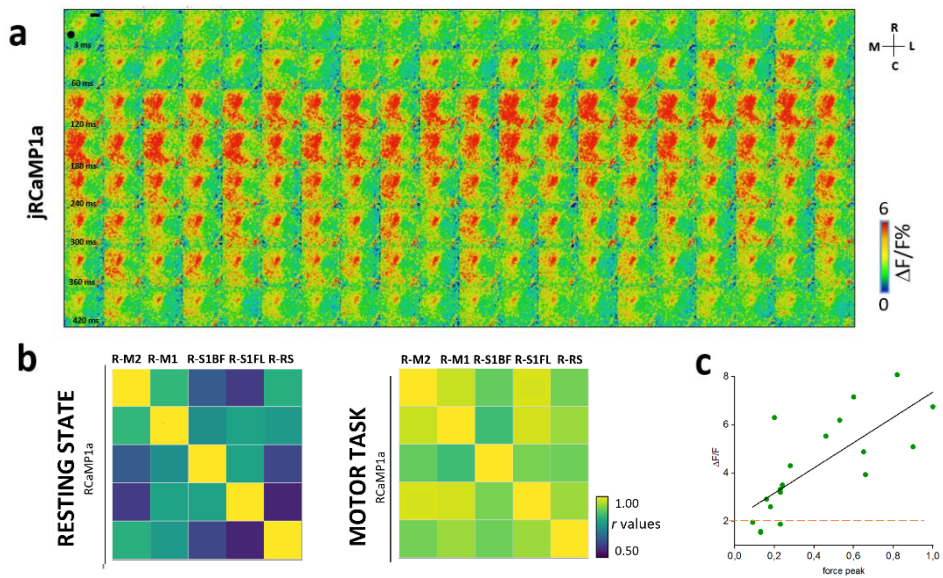 a
jRCaMP1a
3 ms
60 ms
120 ms
180 ms
240 ms
300 ms
360 ms
420 ms
R
M L
C
6
ΔF/F%
0
b
R-M2 R-M1 R-S1BF R-S1FL R-RS
RESTING STATE
RCaMP1a
R-M2 R-M1 R-S1BF R-S1FL R-RS
MOTOR TASK
RCaMP1a
1.00
r values
0.50
c
8
6
4
2
ΔF/F
0,0 0,2 0,4 0,6 0,8 1,0
force peak